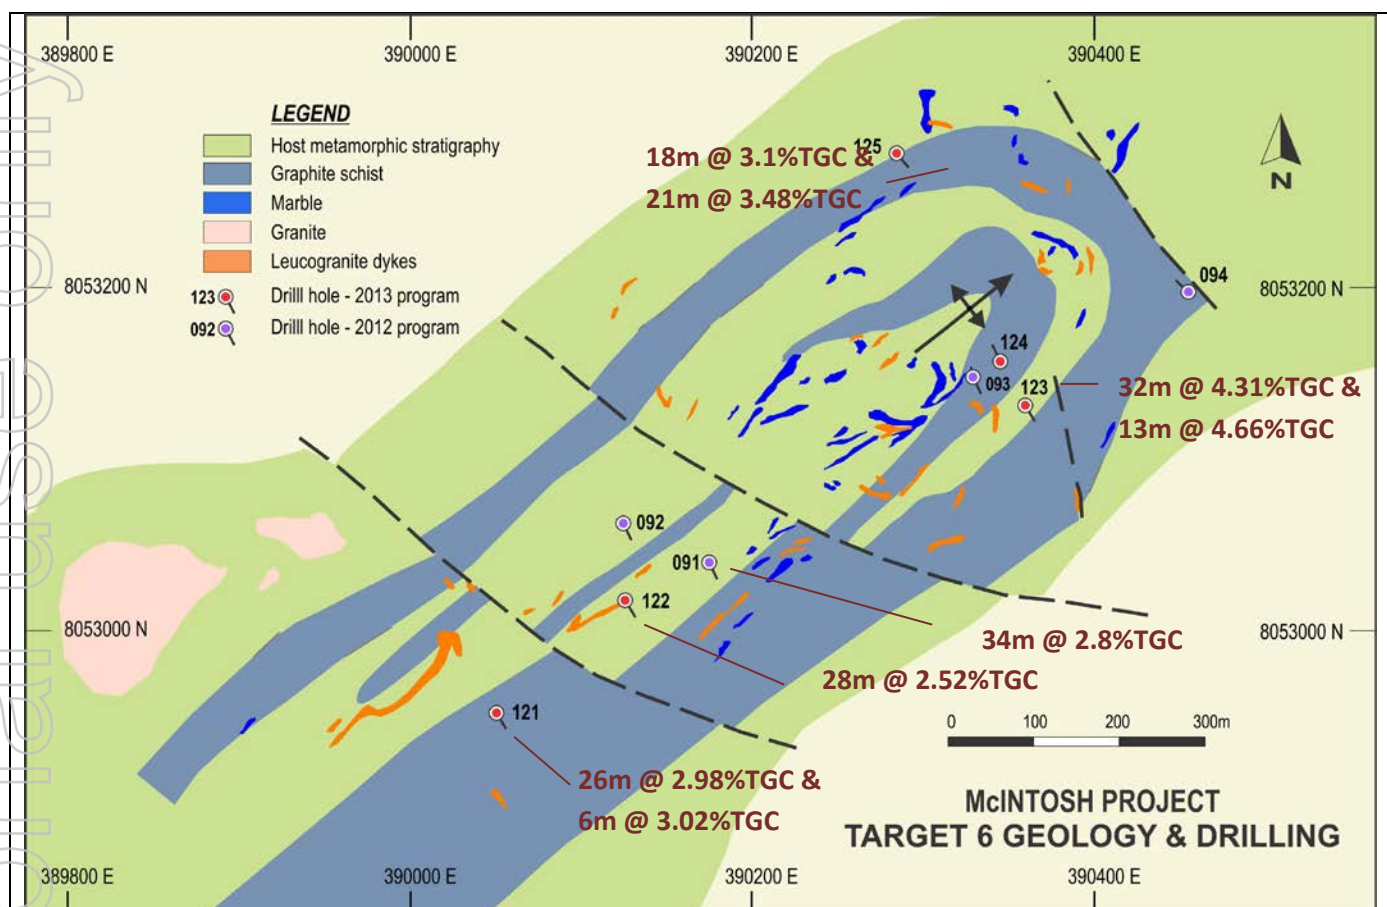 389800 E
390000 E
390200 E
390400 E
LEGEND
Host metamorphic stratigraphy
Graphite schist
Marble
Granite
Leucogranite dykes
123 Drilll hole - 2013 program
092 Drilll hole - 2012 program
125
18m @ 3.1%TGC &
21m @ 3.48%TGC
N
094
8053200 N
8053200 N
124
093
123
32m @ 4.31%TGC &
13m @ 4.66%TGC
092
091
122
8053000 N
8053000 N
34m @ 2.8%TGC
28m @ 2.52%TGC
121
0 100 200 300m
26m @ 2.98%TGC &
6m @ 3.02%TGC
McINTOSH PROJECT
TARGET 6 GEOLOGY & DRILLING
389800 E
390000 E
390200 E
390400 E